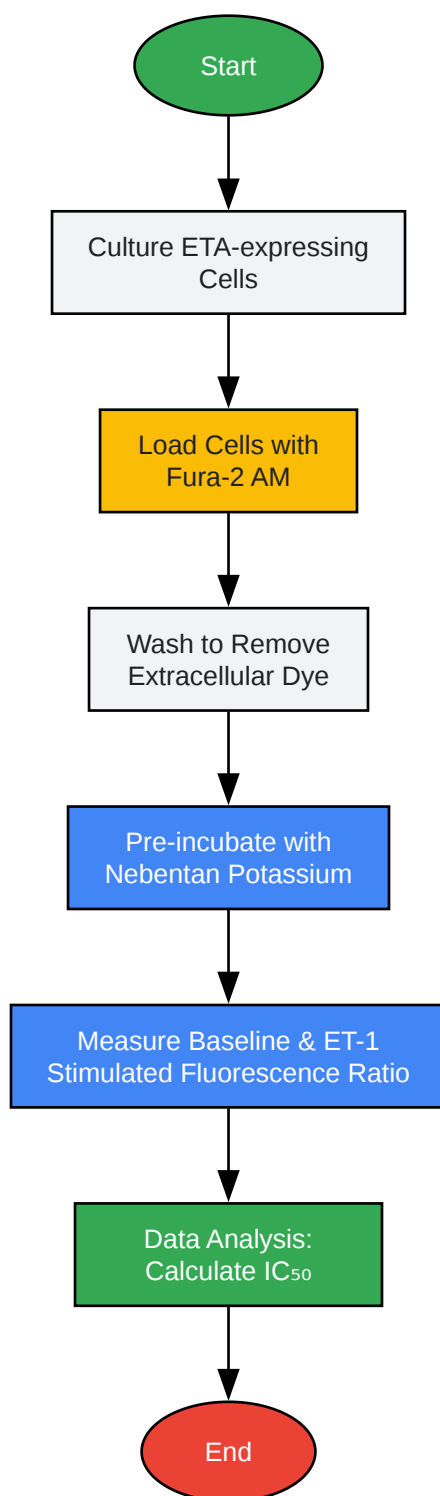 Start
Culture ETA-expressing
Cells
Load Cells with
Fura-2 AM
Wash to Remove
Extracellular Dye
Pre-incubate with
Nebentan Potassium
Measure Baseline & ET-1
Stimulated Fluorescence Ratio
Data Analysis:
Calculate IC₅₀
End